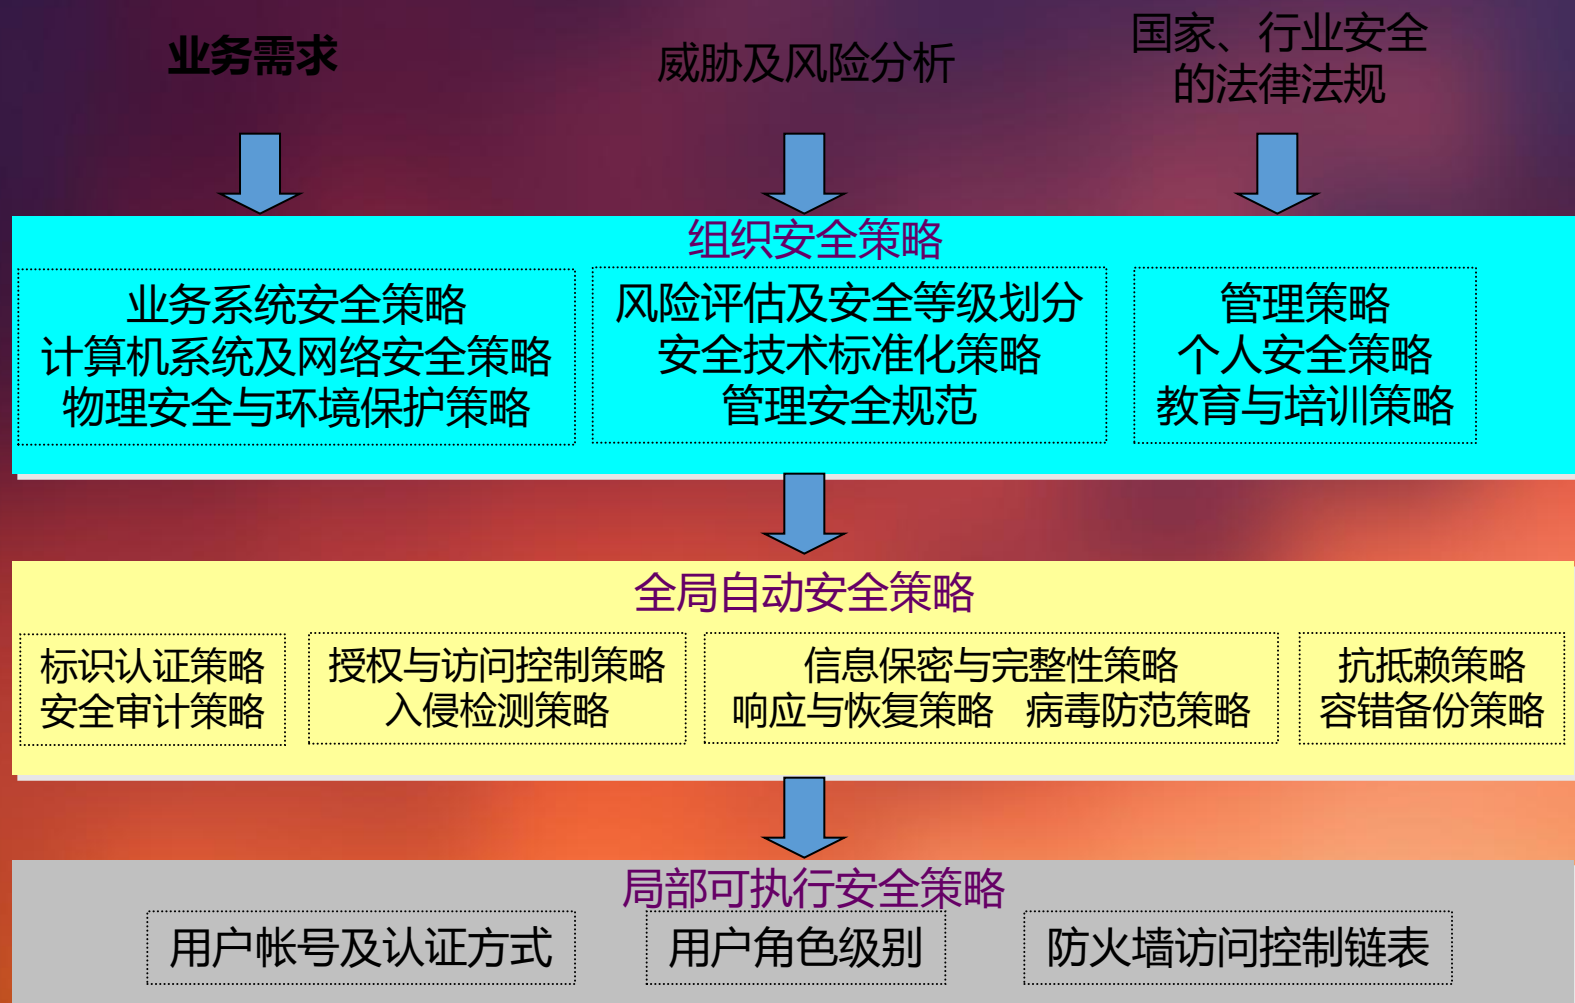 业务需求
威胁及风险分析
国家、行业安全
的法律法规
组织安全策略
业务系统安全策略
计算机系统及网络安全策略
物理安全与环境保护策略
风险评估及安全等级划分
安全技术标准化策略
管理安全规范
管理策略
个人安全策略
教育与培训策略
全局自动安全策略
标识认证策略
安全审计策略
授权与访问控制策略
入侵检测策略
信息保密与完整性策略
响应与恢复策略 病毒防范策略
抗抵赖策略
容错备份策略
局部可执行安全策略
用户帐号及认证方式
用户角色级别
防火墙访问控制链表